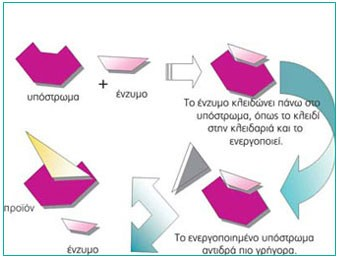 υπόστρωμα
+
ένζυμο
Το ένζυμο κλειδώνει πάνω στο
υπόστρωμα, όπως το κλειδί
στην κλειδαριά και το
ενεργοποιεί.
προϊόν
ένζυμο
Το ενεργοποιημένο υπόστρωμα
αντιδρά πιο γρήγορα.